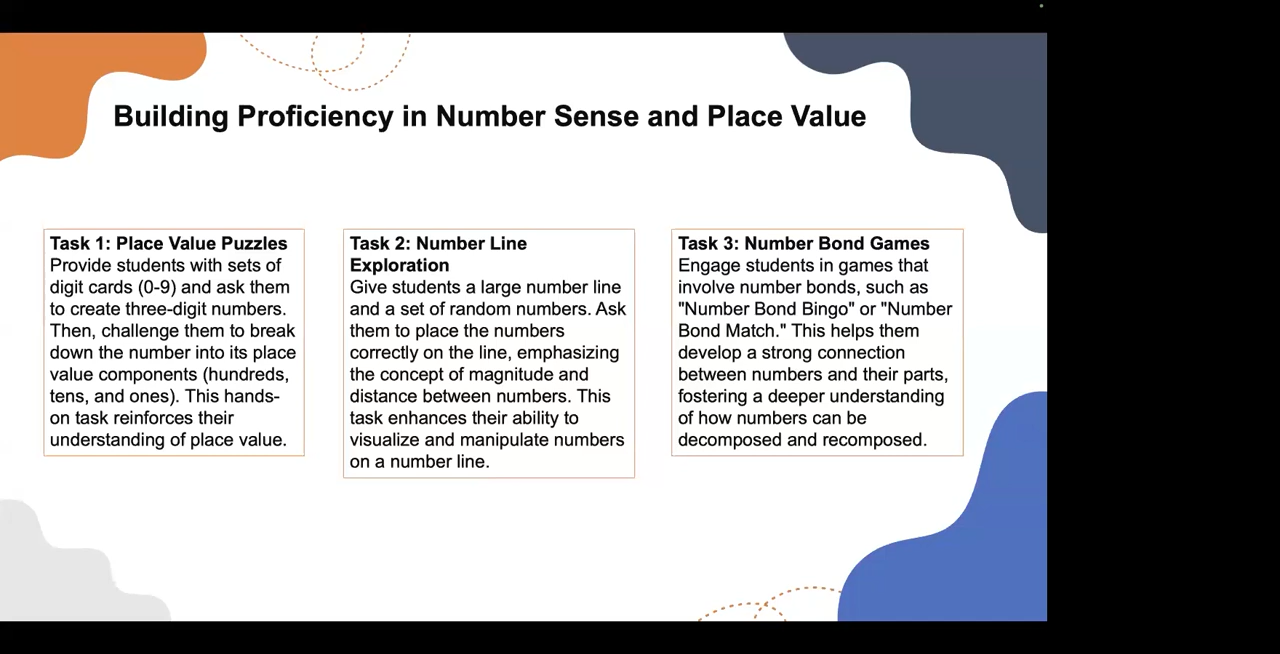 Building Proficiency in Number Sense and Place Value
Task 1: Place Value Puzzles
Provide students with sets of
digit cards (0-9) and ask them
to create three-digit numbers.
Then, challenge them to break
down the number into its place
value components (hundreds,
tens, and ones). This hands-
on task reinforces their
understanding of place value.
Task 2: Number Line
Exploration
Give students a large number line
and a set of random numbers. Ask
them to place the numbers
correctly on the line, emphasizing
the concept of magnitude and
distance between numbers. This
task enhances their ability to
visualize and manipulate numbers
on a number line.
Task 3: Number Bond Games
Engage students in games that
involve number bonds, such as
"Number Bond Bingo" or "Number
Bond Match." This helps them
develop a strong connection
between numbers and their parts,
fostering a deeper understanding
of how numbers can be
decomposed and recomposed.